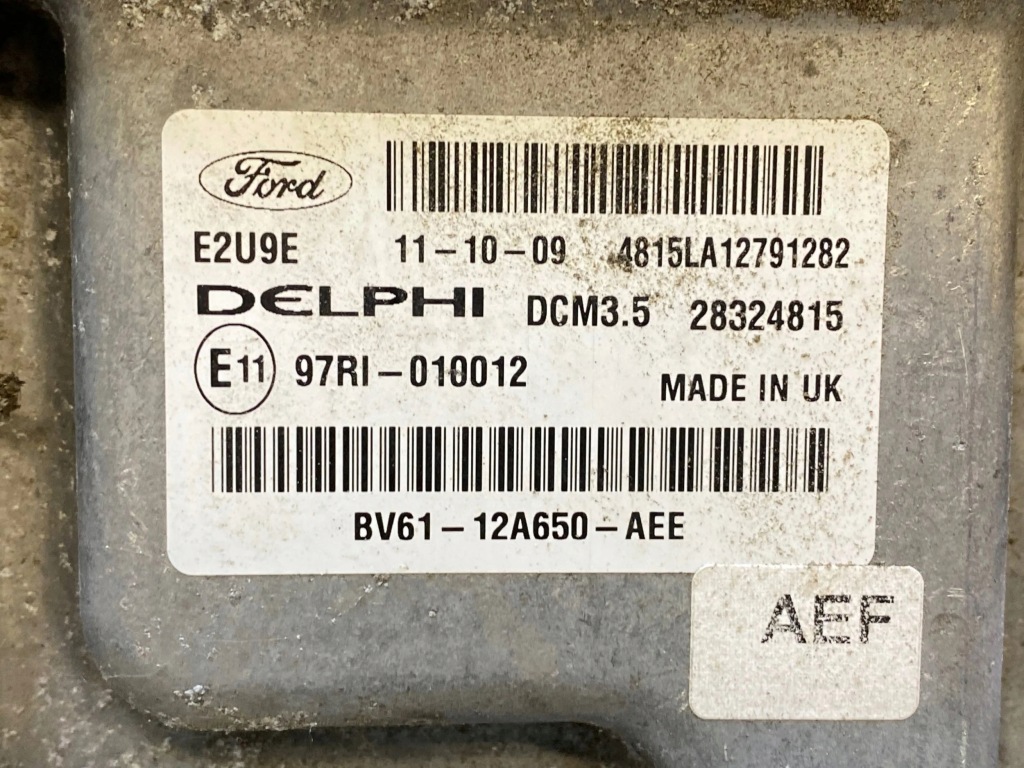 Ford
E2U9E 11-10-09 4815LA12791282
DELPHI DCM3.5 28324815
E11 97RI-010012 MADE IN UK
BV61-12A650-AEE
AEF